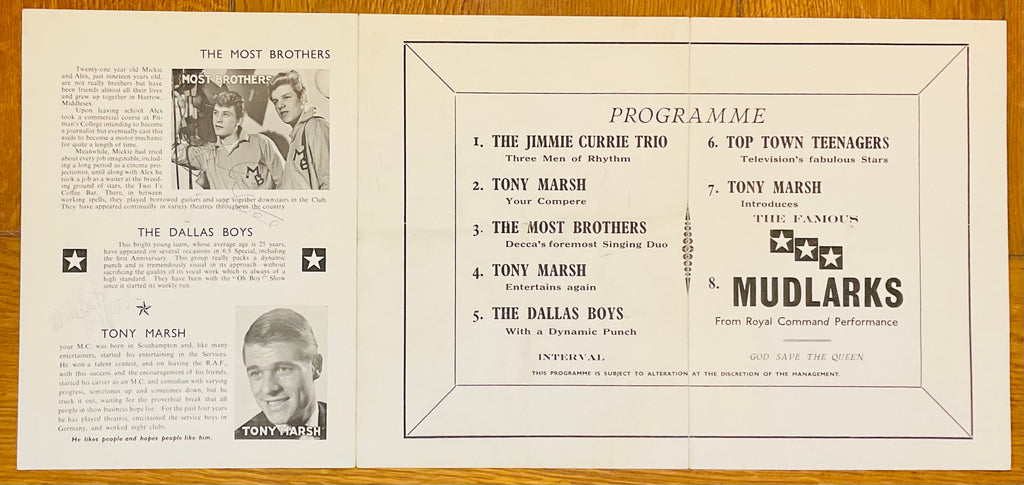 THE MOST BROTHERS
Twenty-one year old Mickie
and Alex, just nineteen years old,
are not really brothers but have
been friends almost all their lives
and grew up together in Harrow,
Middlesex.
Upon leaving school Alex
took a commercial course at Pit-
man's College intending to become
a journalist but eventually cast this
aside to become a motor mechanic
for quite a length of time.
Meanwhile, Mickie had tried
about every job imaginable, includ-
ing a long period as a cinema pro-
jectionist, until along with Alex he
took a job as a waiter at the breed-
ing ground of stars, the Two I's
Coffee Bar. There, in between
working spells, they played borrowed guitars and sang together downstairs in the Club.
They have appeared continually in variety theatres throughout the country
MOST BROTHERS
MB
MB
THE DALLAS BOYS
This bright young team, whose average age is 25 years,
have appeared on several occasions in 6.5 Special, including
the first Anniversary. This group really packs a dynamic
punch and is tremendously visual in its approach—without
sacrificing the quality of its vocal work which is always of a
high standard. They have been with the "Oh Boy!" Show
since it started its weekly run.
TONY MARSH
your M.C. was born in Southampton and, like many
entertainers, started his entertaining in the Services.
He won a talent contest, and on leaving the R.A.F.,
with this success and the encouragement of his friends,
started his career as an M.C. and comedian with varying
progress, sometimes up and sometimes down, but he
stuck it out, waiting for the proverbial break that all
people in show business hope for. For the past four years
he has played theatres, entertained the service boys in
Germany, and worked night clubs.
He likes people and hopes people like him.
TONY MARSH
PROGRAMME
1. THE JIMMIE CURRIE TRIO
Three Men of Rhythm
2. TONY MARSH
Your Compere
3. THE MOST BROTHERS
Decca's foremost Singing Duo
4. TONY MARSH
Entertains again
5. THE DALLAS BOYS
With a Dynamic Punch
INTERVAL
6. TOP TOWN TEENAGERS
Television's fabulous Stars
7. TONY MARSH
Introduces
THE FAMOUS
8. MUDLARKS
From Royal Command Performance
GOD SAVE THE QUEEN
THIS PROGRAMME IS SUBJECT TO ALTERATION AT THE DISCRETION OF THE MANAGEMENT.